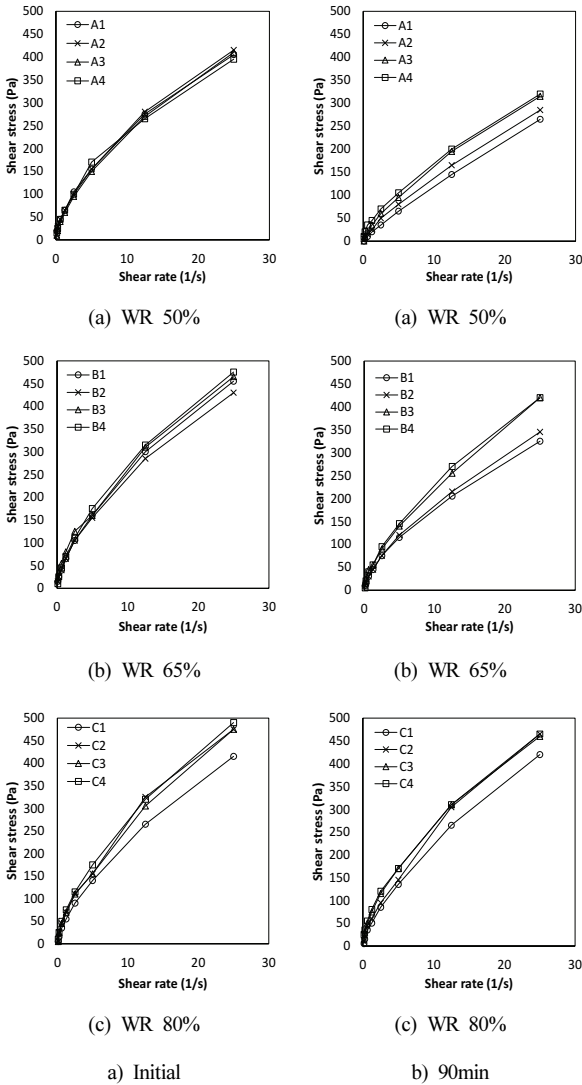 Shear stress (Pa)
500
450
400
350
300
250
200
150
100
50
0
A1
A2
A3
A4
0 10 20 30
Shear rate (1/s)
(a) WR 50%
Shear stress (Pa)
500
450
400
350
300
250
200
150
100
50
0
A1
A2
A3
A4
0 10 20 30
Shear rate (1/s)
(a) WR 50%
Shear stress (Pa)
500
450
400
350
300
250
200
150
100
50
0
B1
B2
B3
B4
0 10 20 30
Shear rate (1/s)
(b) WR 65%
Shear stress (Pa)
500
450
400
350
300
250
200
150
100
50
0
B1
B2
B3
B4
0 10 20 30
Shear rate (1/s)
(b) WR 65%
Shear stress (Pa)
500
450
400
350
300
250
200
150
100
50
0
C1
C2
C3
C4
0 10 20 30
Shear rate (1/s)
(c) WR 80%
Shear stress (Pa)
500
450
400
350
300
250
200
150
100
50
0
C1
C2
C3
C4
0 10 20 30
Shear rate (1/s)
(c) WR 80%
a) Initial
b) 90min